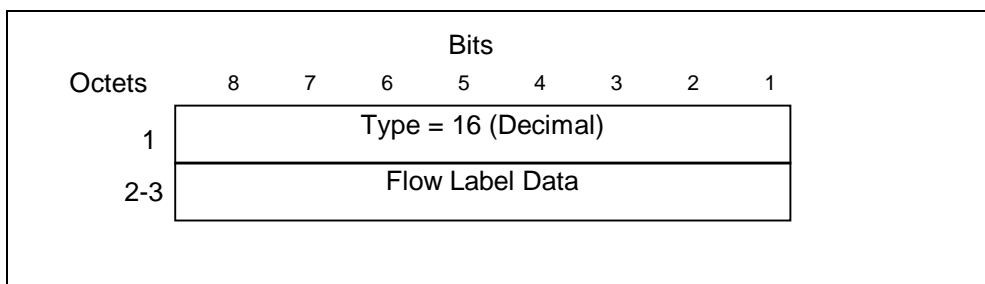 Bits
Octets 8 7 6 5 4 3 2 1
1 Type = 16 (Decimal)
2-3 Flow Label Data